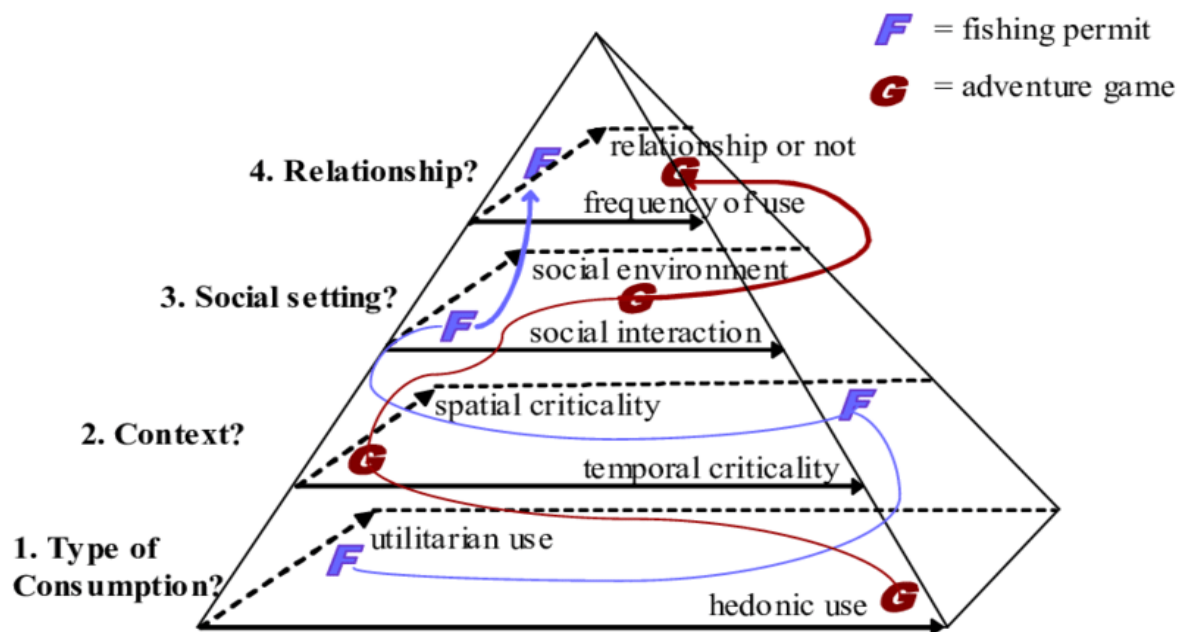 F = fishing permit
G = adventure game
relationship or not
4. Relationship?
F
G
frequency of use
social environment
3. Social setting?
G
F
social interaction
spatial criticality
F
2. Context?
G
temporal criticality
utilitarian use
1. Type of
Consumption?
F
hedonic use
G